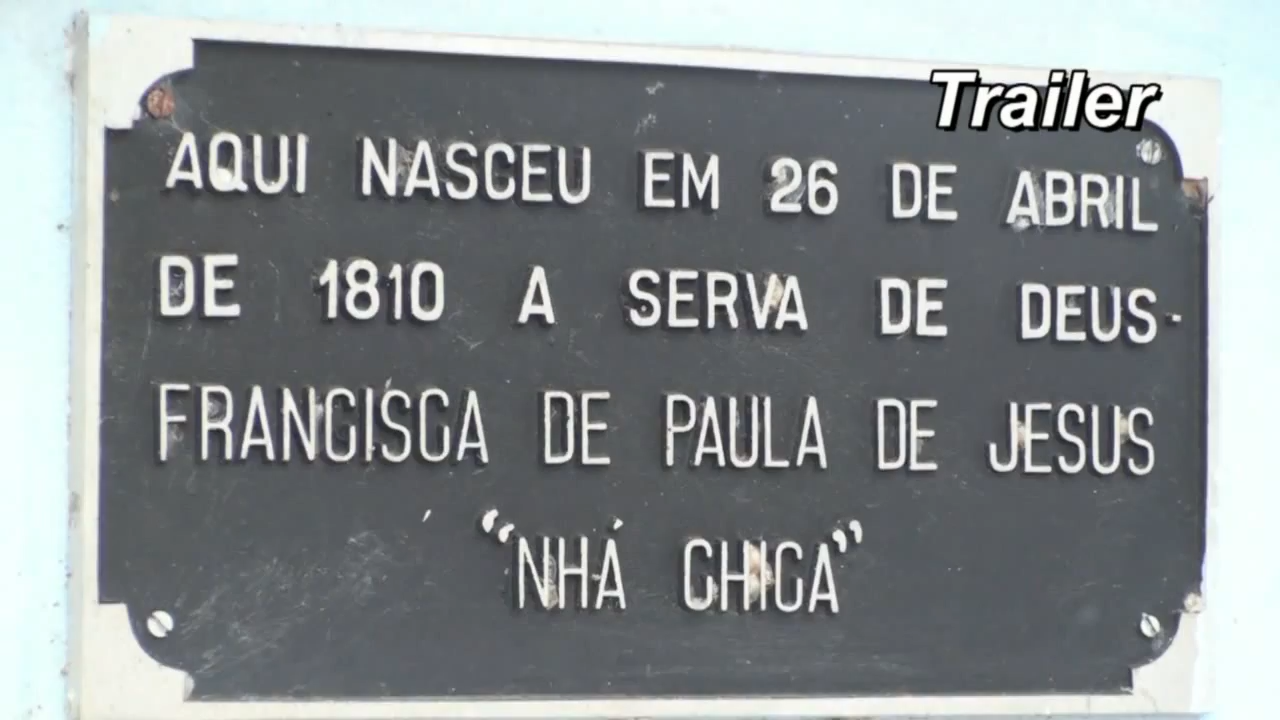 Trailer
AQUI NASCEU EM 26 DE ABRIL
DE 1810 A SERVA DE DEUS
FRANCISCA DE PAULA DE JESUS
“NHÁ CHICA”